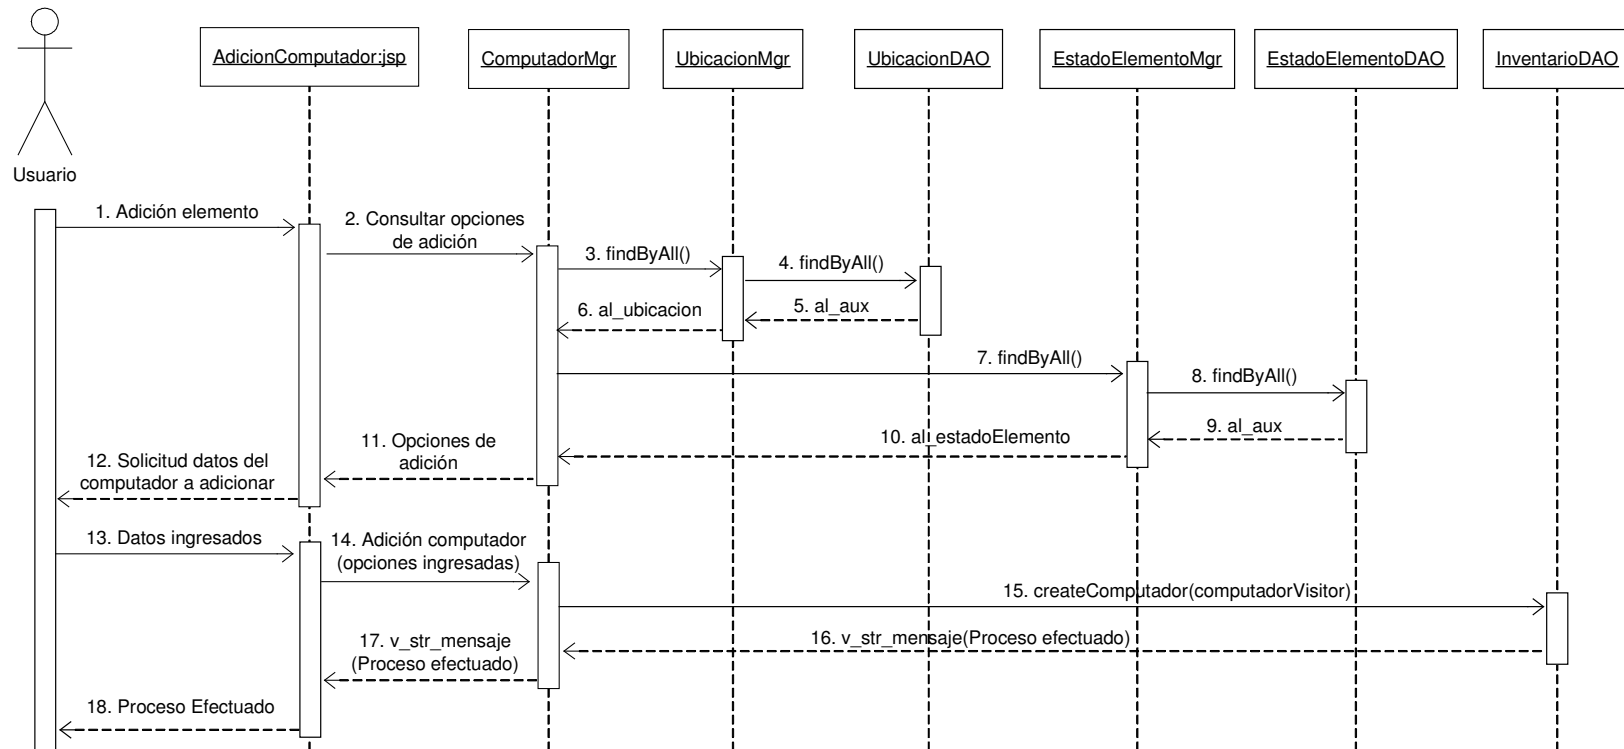 AdicionComputador:jsp
ComputadorMgr
UbicacionMgr
UbicacionDAO
EstadoElementoMgr
EstadoElementoDAO
InventarioDAO
Usuario
1. Adición elemento
2. Consultar opciones
de adición
3. findByAll()
4. findByAll()
5. al_aux
6. al_ubicacion
7. findByAll()
8. findByAll()
9. al_aux
10. al_estadoElemento
11. Opciones de
adición
12. Solicitud datos del
computador a adicionar
13. Datos ingresados
14. Adición computador
(opciones ingresadas)
15. createComputador(computadorVisitor)
16. v_str_mensaje(Proceso efectuado)
17. v_str_mensaje
(Proceso efectuado)
18. Proceso Efectuado